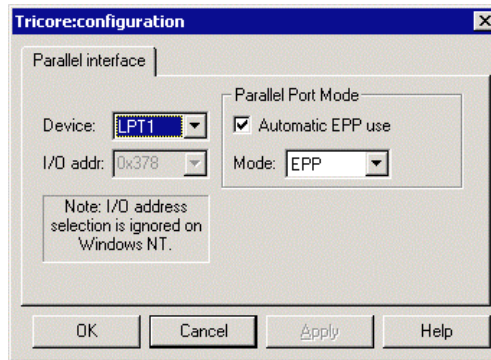 Tricore:configuration
Parallel interface
Parallel Port Mode
Device: LPT1
Automatic EPP use
I/O addr: 0x378
Mode: EPP
Note: I/O address
selection is ignored on
Windows NT.
OK Cancel Apply Help